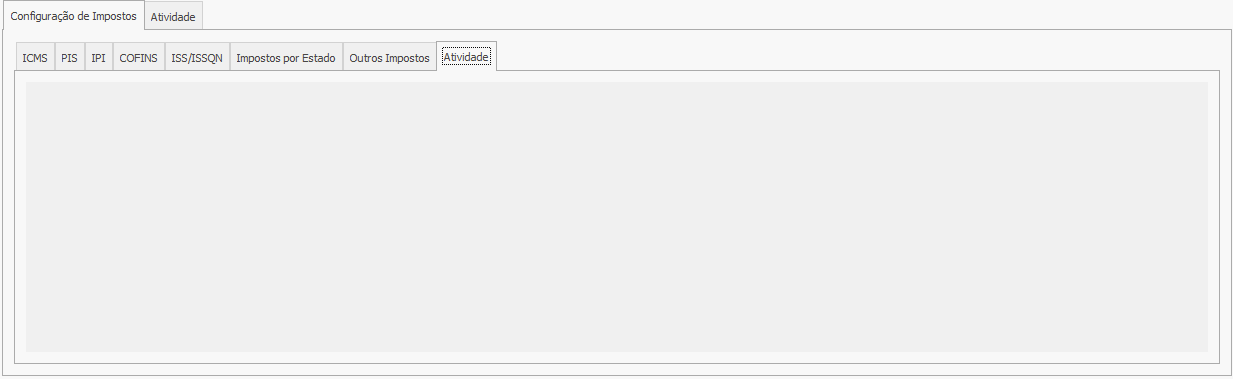 Configuração de Impostos Atividade
ICMS PIS IPI COFINS ISS/ISSQN Impostos por Estado Outros Impostos Atividade